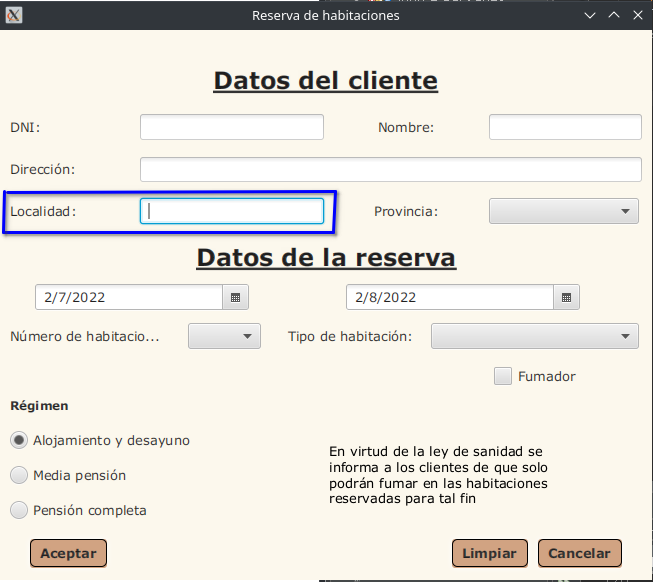 Reserva de habitaciones
Datos del cliente
DNI:
Nombre:
Dirección:
Localidad:
Provincia:
Datos de la reserva
2/7/2022
2/8/2022
Número de habitacio...
Tipo de habitación:
Fumador
Régimen
Alojamiento y desayuno
Media pensión
Pensión completa
En virtud de la ley de sanidad se
informa a los clientes de que solo
podrán fumar en las habitaciones
reservadas para tal fin
Aceptar
Limpiar
Cancelar